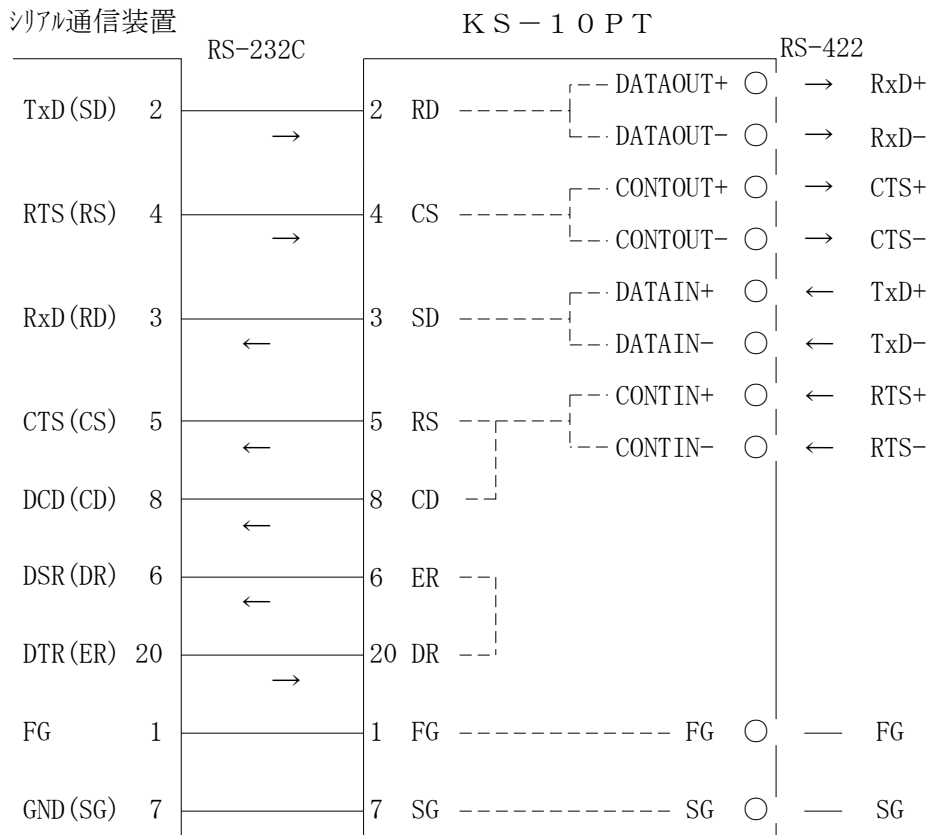 ｼﾘｱﾙ通信装置 KS-10PT
RS-232C RS-422
DATAOUT+ ○ → RxD+
TxD(SD) 2 2 RD
→ DATAOUT- ○ → RxD-
CONTOUT+ ○ → CTS+
RTS(RS) 4 4 CS
→ CONTOUT- ○ → CTS-
DATAIN+ ○ ← TxD+
RxD(RD) 3 3 SD
← DATAIN- ○ ← TxD-
CONTIN+ ○ ← RTS+
CTS(CS) 5 5 RS
← CONTIN- ○ ← RTS-
DCD(CD) 8 8 CD
←
DSR(DR) 6 6 ER
←
DTR(ER) 20 20 DR
→
FG 1 1 FG FG ○ — FG
GND(SG) 7 7 SG SG ○ — SG